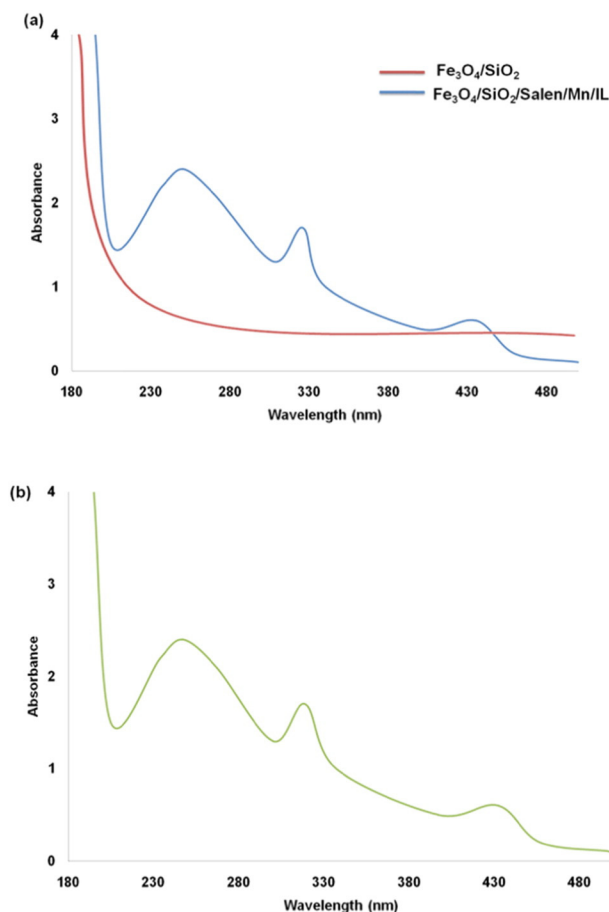 (a)
4
3
2
1
0
Absorbance
Fe₃O₄/SiO₂
Fe₃O₄/SiO₂/Salen/Mn/IL
180 230 280 330 380 430 480
Wavelength (nm)
(b)
4
3
2
1
0
Absorbance
180 230 280 330 380 430 480
Wavelength (nm)